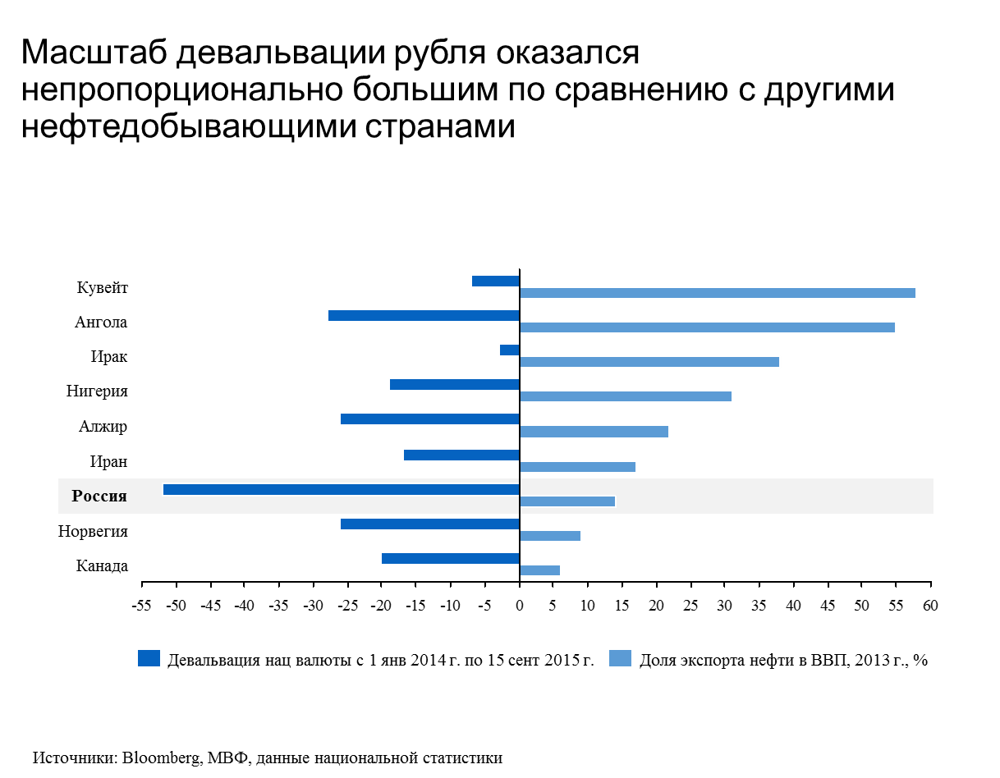 Масштаб девальвации рубля оказался
непропорционально большим по сравнению с другими
нефтедобывающими странами
Кувейт
Ангола
Ирак
Нигерия
Алжир
Иран
Россия
Норвегия
Канада
-55 -50 -45 -40 -35 -30 -25 -20 -15 -10 -5 0 5 10 15 20 25 30 35 40 45 50 55 60
Девальвация нац валюты с 1 янв 2014 г. по 15 сент 2015 г. Доля экспорта нефти в ВВП, 2013 г., %
Источники: Bloomberg, МВФ, данные национальной статистики